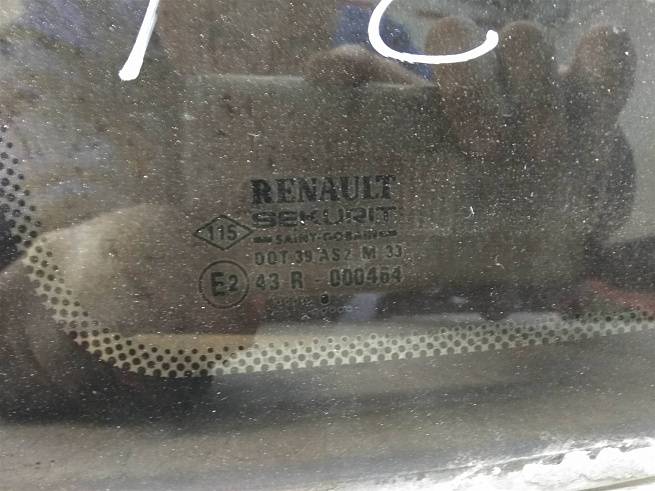 RENAULT
SEKURIT
115
SAINT-GOBAIN
DOT 39 AS2 M 33
E2
43 R - 000464